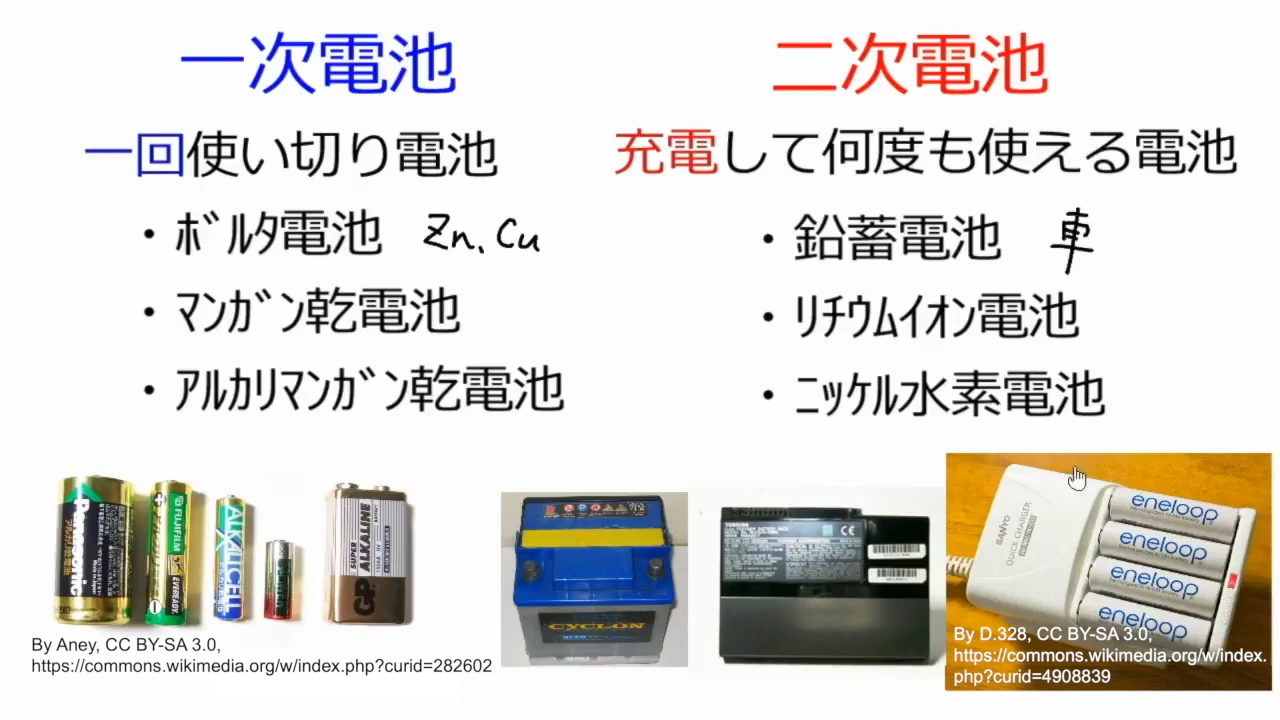 一次電池
一回使い切り電池
・ﾎﾞﾙﾀ電池 Zn, Cu
・ﾏﾝｶﾞﾝ乾電池
・ｱﾙｶﾘﾏﾝｶﾞﾝ乾電池
二次電池
充電して何度も使える電池
・鉛蓄電池 車
・ﾘﾁｳﾑｲｵﾝ電池
・ﾆｯｹﾙ水素電池
Panasonic
FUJIFILM
EVEREADY
ALKALCELL
GP
SUPER
ALKALINE
By Aney, CC BY-SA 3.0,
https://commons.wikimedia.org/w/index.php?curid=282602
CYCLON
TOSHIBA
SANYO
QUICK CHARGER
eneloop
eneloop
eneloop
eneloop
By D.328, CC BY-SA 3.0,
https://commons.wikimedia.org/w/index.
php?curid=4908839